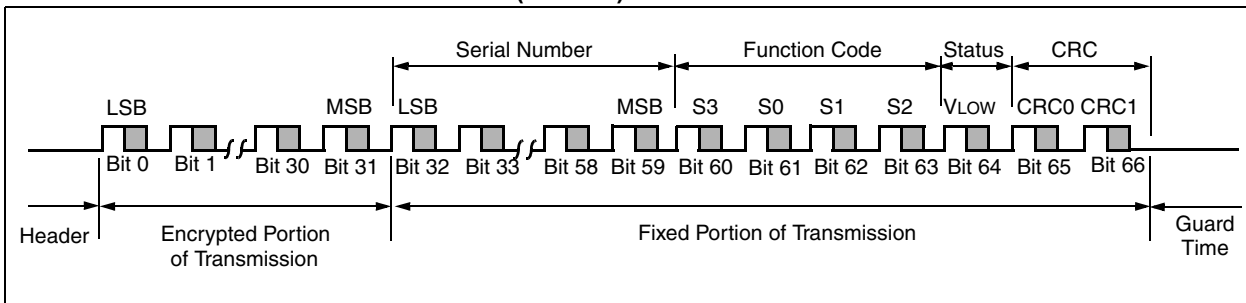 Serial Number Function Code Status CRC
LSB MSB LSB MSB S3 S0 S1 S2 VLOW CRC0 CRC1
Bit 0 Bit 1 Bit 30 Bit 31 Bit 32 Bit 33 Bit 58 Bit 59 Bit 60 Bit 61 Bit 62 Bit 63 Bit 64 Bit 65 Bit 66
Header
Encrypted Portion
of Transmission
Fixed Portion of Transmission
Guard
Time